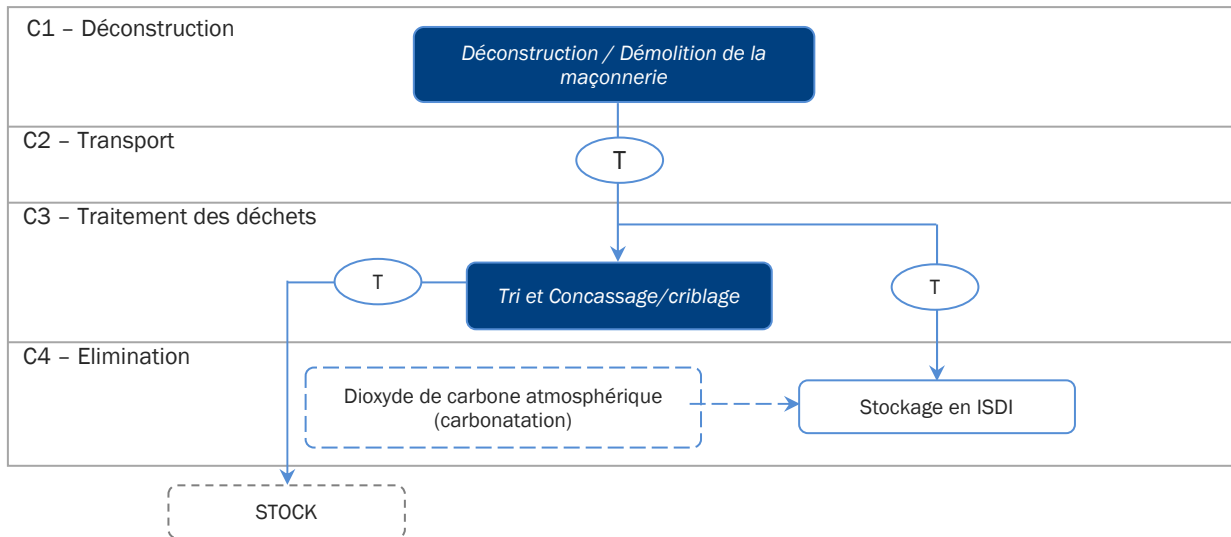 C1 – Déconstruction
Déconstruction / Démolition de la
maçonnerie
C2 – Transport
T
C3 – Traitement des déchets
T
Tri et Concassage/criblage
T
C4 – Elimination
Dioxyde de carbone atmosphérique
(carbonatation)
Stockage en ISDI
STOCK